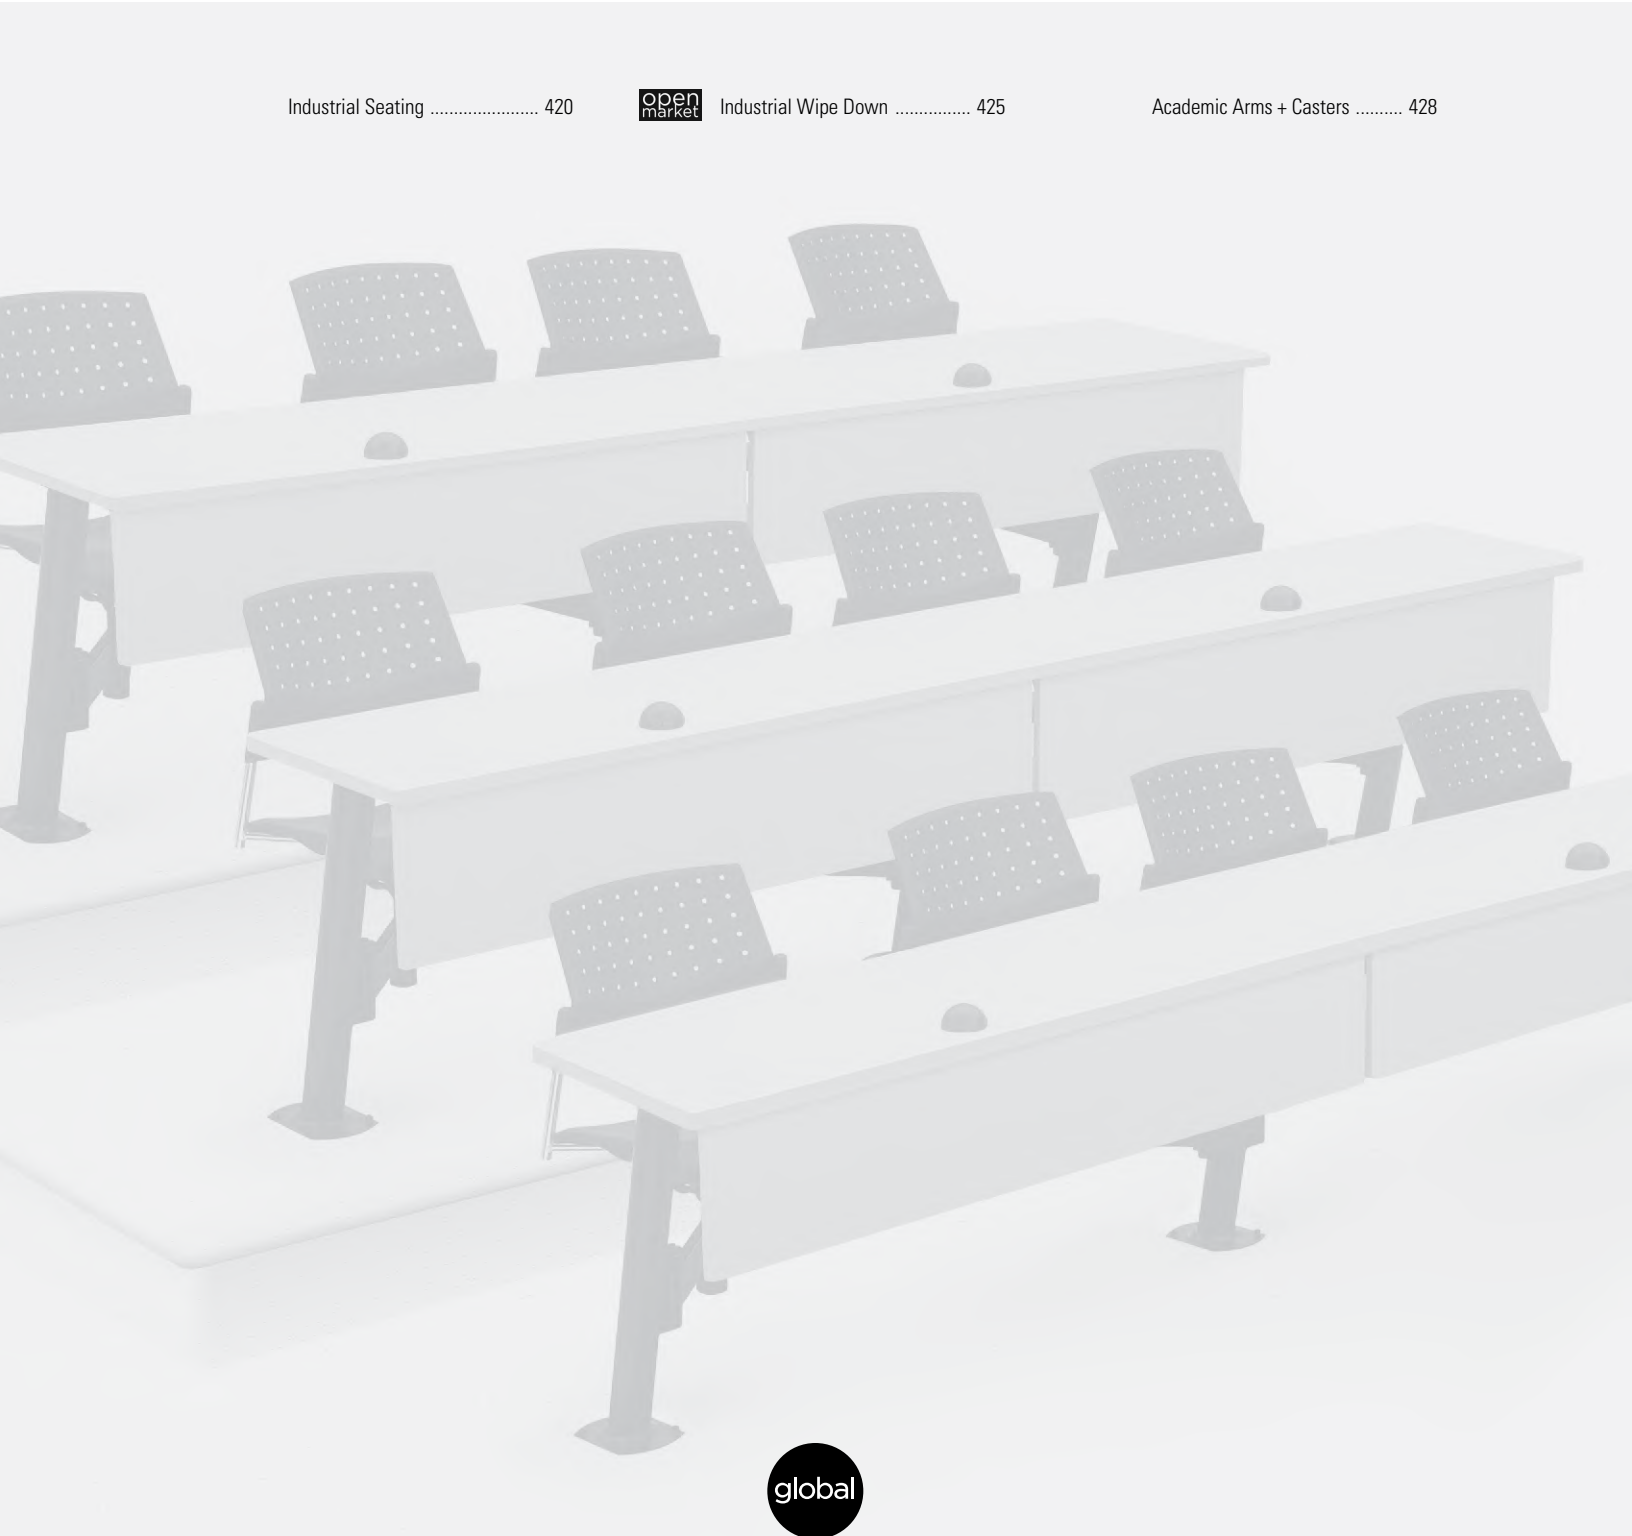 Industrial Seating ....................... 420
open
market
Industrial Wipe Down ................ 425
Academic Arms + Casters .......... 428
global